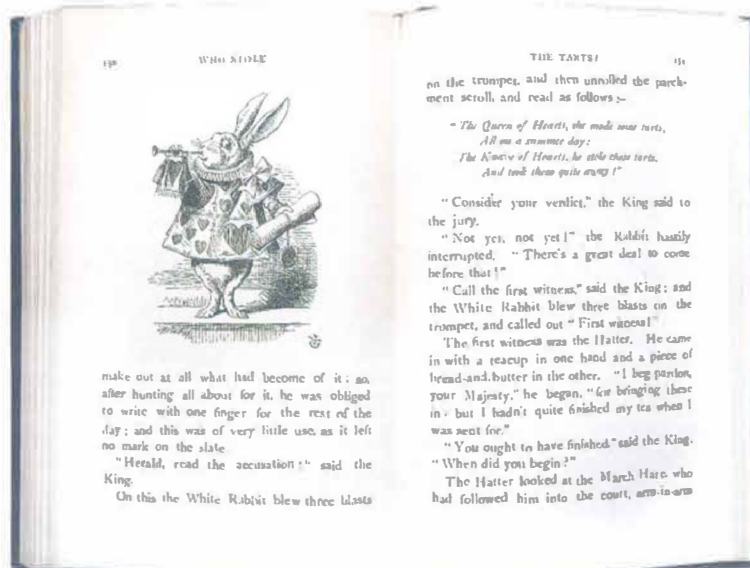 130
WHO STOLE
make out at all what had become of it; so,
after hunting all about for it, he was obliged
to write with one finger for the rest of the
day; and this was of very little use, as it left
no mark on the slate
"Herald, read the accusation!" said the
King.
On this the White Rabbit blew three blasts
THE TARTS?
151
on the trumpet, and then unrolled the parch-
ment scroll, and read as follows:—
"The Queen of Hearts, she made some tarts,
All on a summer day:
The Knave of Hearts, he stole those tarts,
And took them quite away!"
"Consider your verdict," the King said to
the jury.
"Not yet, not yet!" the Rabbit hastily
interrupted. "There's a great deal to come
before that!"
"Call the first witness," said the King; and
the White Rabbit blew three blasts on the
trumpet, and called out "First witness!"
The first witness was the Hatter. He came
in with a teacup in one hand and a piece of
bread-and-butter in the other. "I beg pardon,
your Majesty," he began, "for bringing these
in, but I hadn't quite finished my tea when I
was sent for."
"You ought to have finished," said the King.
"When did you begin?"
The Hatter looked at the March Hare, who
had followed him into the court, arm-in-arm